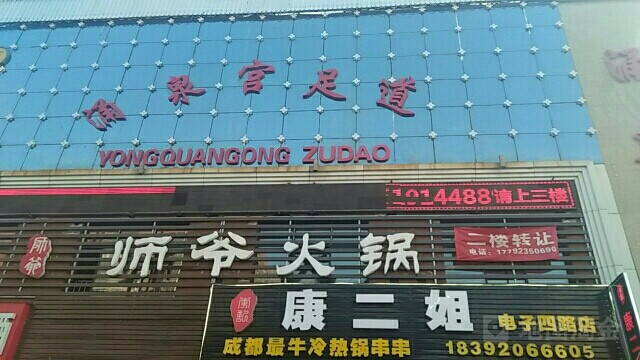 涌泉宫足道
YONGQUANGONG ZUDAO
1914488请上三楼
师爷
师爷火锅
二楼转让
电话：17792350690
康二姐
电子四路店
成都最牛冷热锅串串
18392066605